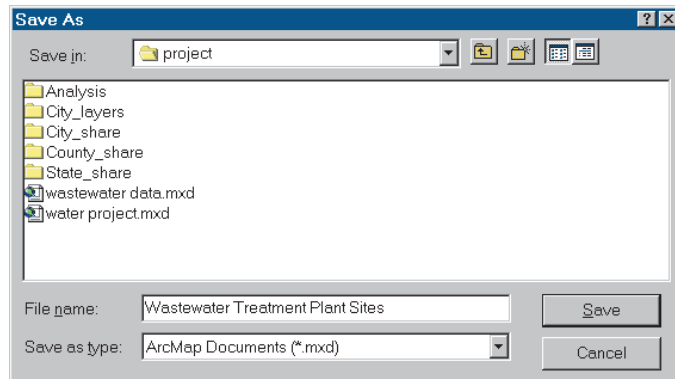 Save As
Save in: project
Analysis
City_layers
City_share
County_share
State_share
wastewater data.mxd
water project.mxd
File name: Wastewater Treatment Plant Sites Save
Save as type: ArcMap Documents (*.mxd) Cancel